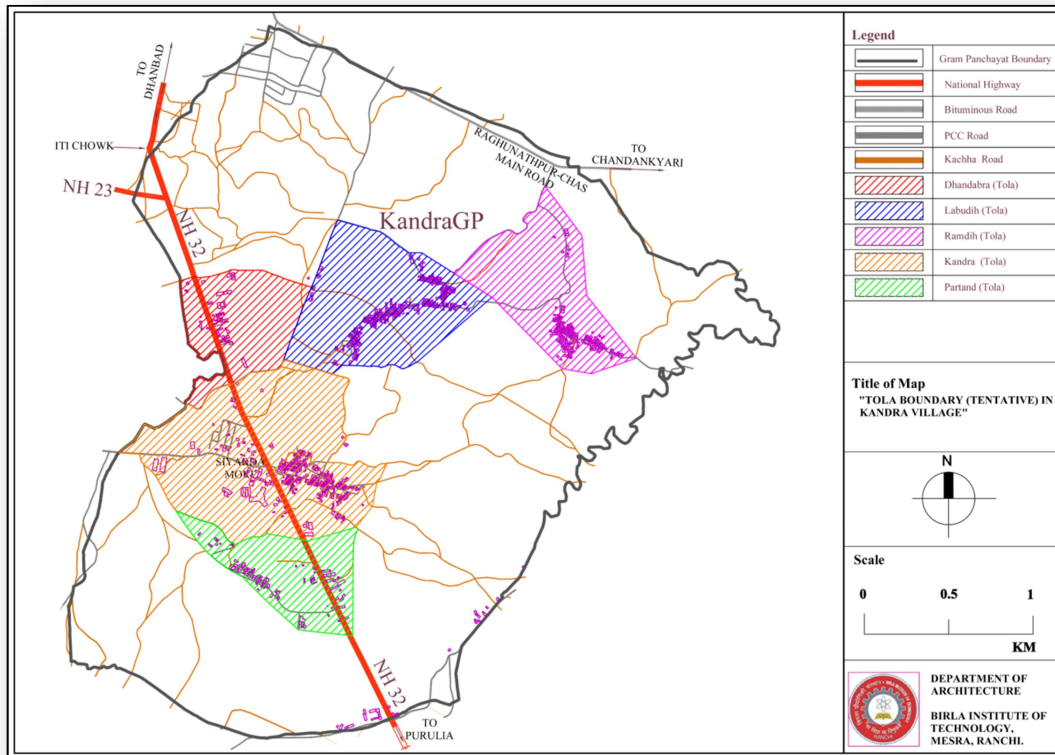 TO
DHANBAD
ITI CHOWK
NH 23
NH 32
RAGHUNATHPUR-CHAS
MAIN ROAD
TO
CHANDANKYARI
KandraGP
MORE
NH 32
TO
PURULIA
Legend
Gram Panchayat Boundary
National Highway
Bituminous Road
PCC Road
Kachha Road
Dhandabra (Tola)
Labudih (Tola)
Ramdih (Tola)
Kandra (Tola)
Partand (Tola)
Title of Map
"TOLA BOUNDARY (TENTATIVE) IN
KANDRA VILLAGE"
N
Scale
0 0.5 1
KM
DEPARTMENT OF
ARCHITECTURE
BIRLA INSTITUTE OF
TECHNOLOGY,
MESRA, RANCHI.